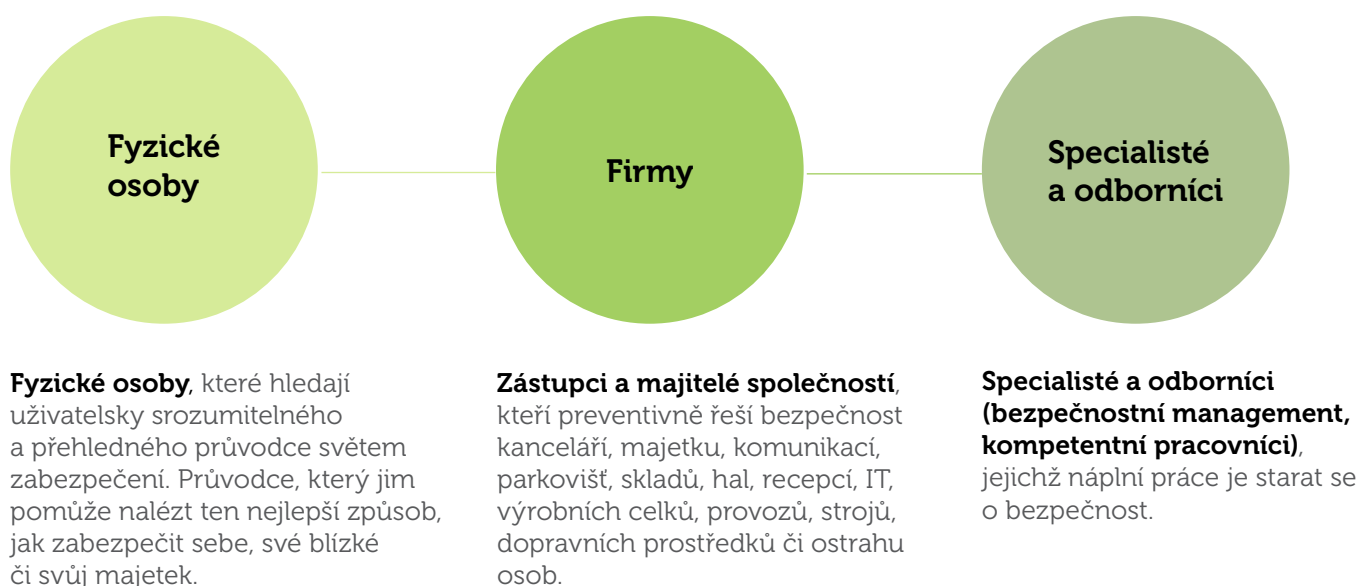 Fyzické
osoby
Firmy
Specialisté
a odborníci
Fyzické osoby, které hledají
uživatelsky srozumitelného
a přehledného průvodce světem
zabezpečení. Průvodce, který jim
pomůže nalézt ten nejlepší způsob,
jak zabezpečit sebe, své blízké
či svůj majetek.
Zástupci a majitelé společností,
kteří preventivně řeší bezpečnost
kanceláří, majetku, komunikací,
parkovišť, skladů, hal, recepcí, IT,
výrobních celků, provozů, strojů,
dopravních prostředků či ostrahu
osob.
Specialisté a odborníci
(bezpečnostní management,
kompetentní pracovníci),
jejichž náplní práce je starat se
o bezpečnost.